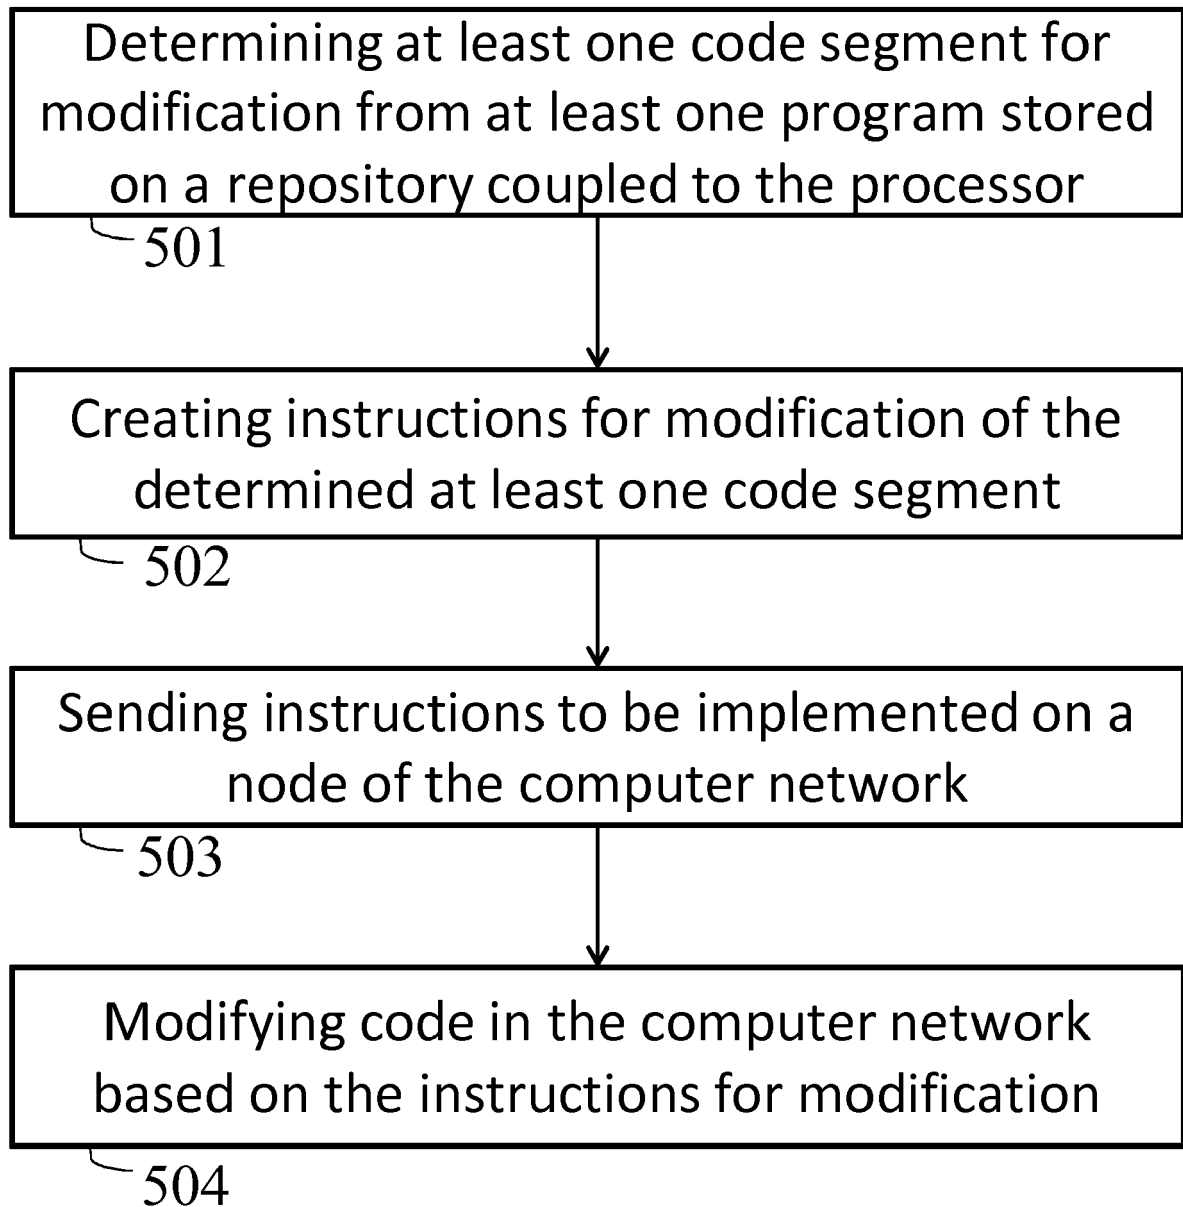 Determining at least one code segment for
modification from at least one program stored
on a repository coupled to the processor
501
Creating instructions for modification of the
determined at least one code segment
502
Sending instructions to be implemented on a
node of the computer network
503
Modifying code in the computer network
based on the instructions for modification
504